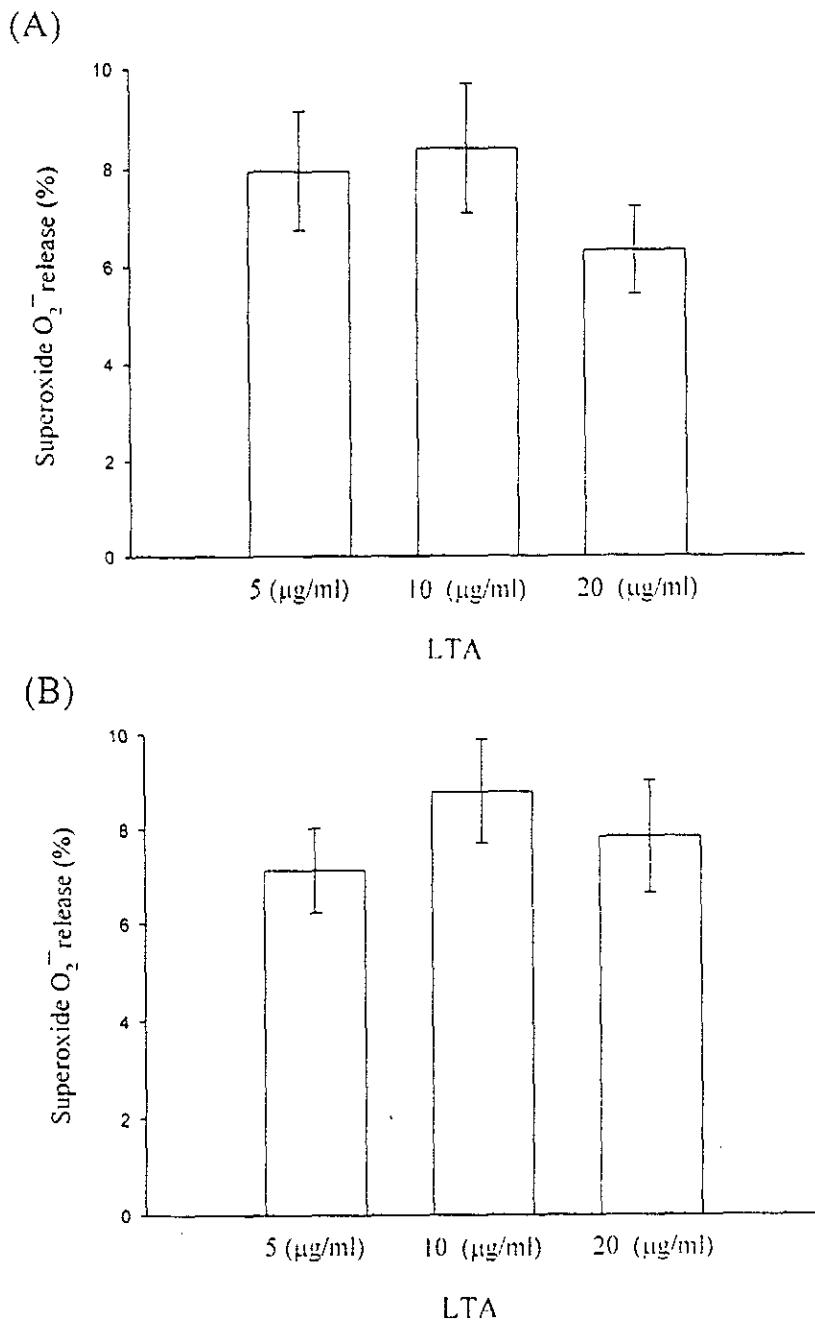 (A)
10
8
6
4
2
0
Superoxide O₂⁻ release (%)
5 (μg/ml) 10 (μg/ml) 20 (μg/ml)
LTA
(B)
10
8
6
4
2
0
Superoxide O₂⁻ release (%)
5 (μg/ml) 10 (μg/ml) 20 (μg/ml)
LTA